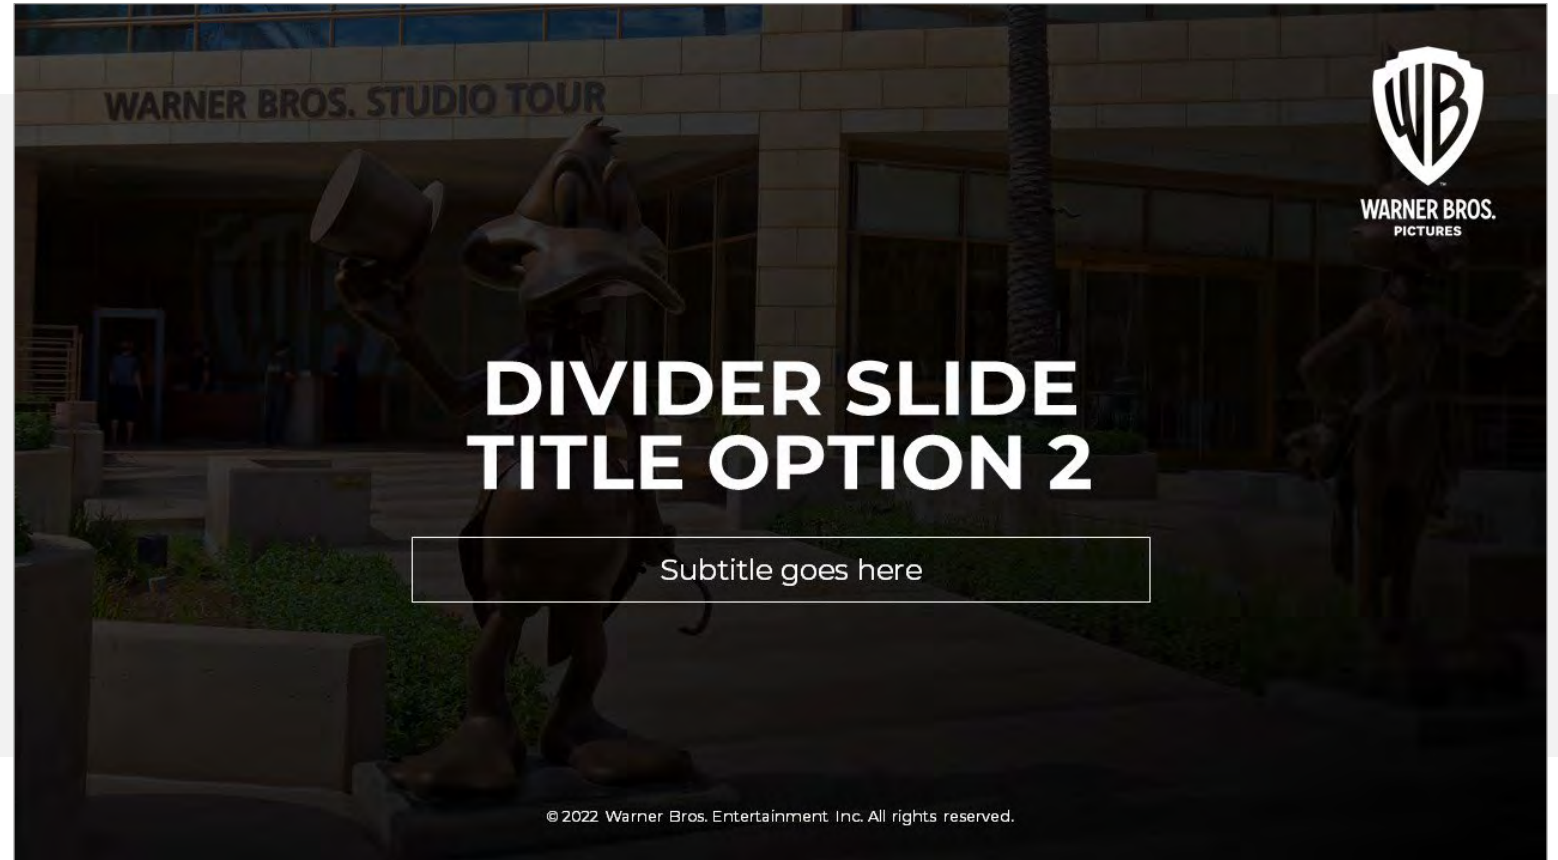 WARNER BROS. STUDIO TOUR
WB
™
WARNER BROS.
PICTURES
DIVIDER SLIDE
TITLE OPTION 2
Subtitle goes here
© 2022 Warner Bros. Entertainment Inc. All rights reserved.